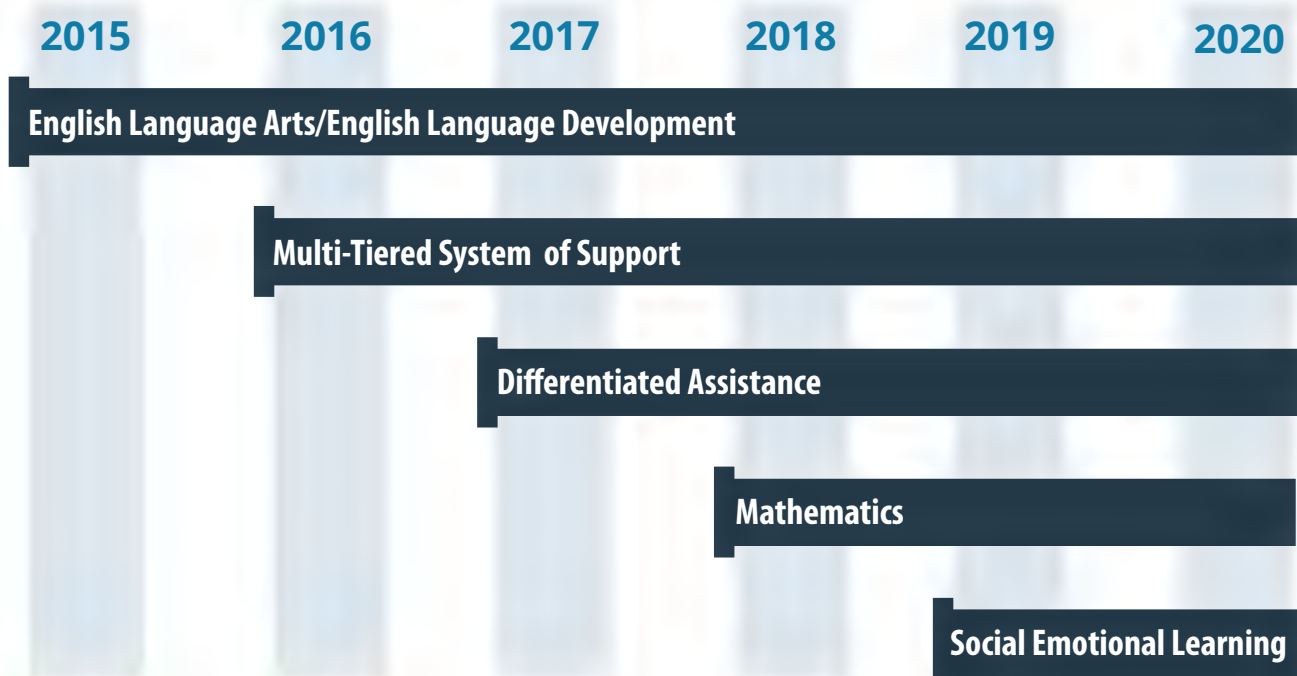 2015 2016 2017 2018 2019 2020
English Language Arts/English Language Development
Multi-Tiered System of Support
Differentiated Assistance
Mathematics
Social Emotional Learning